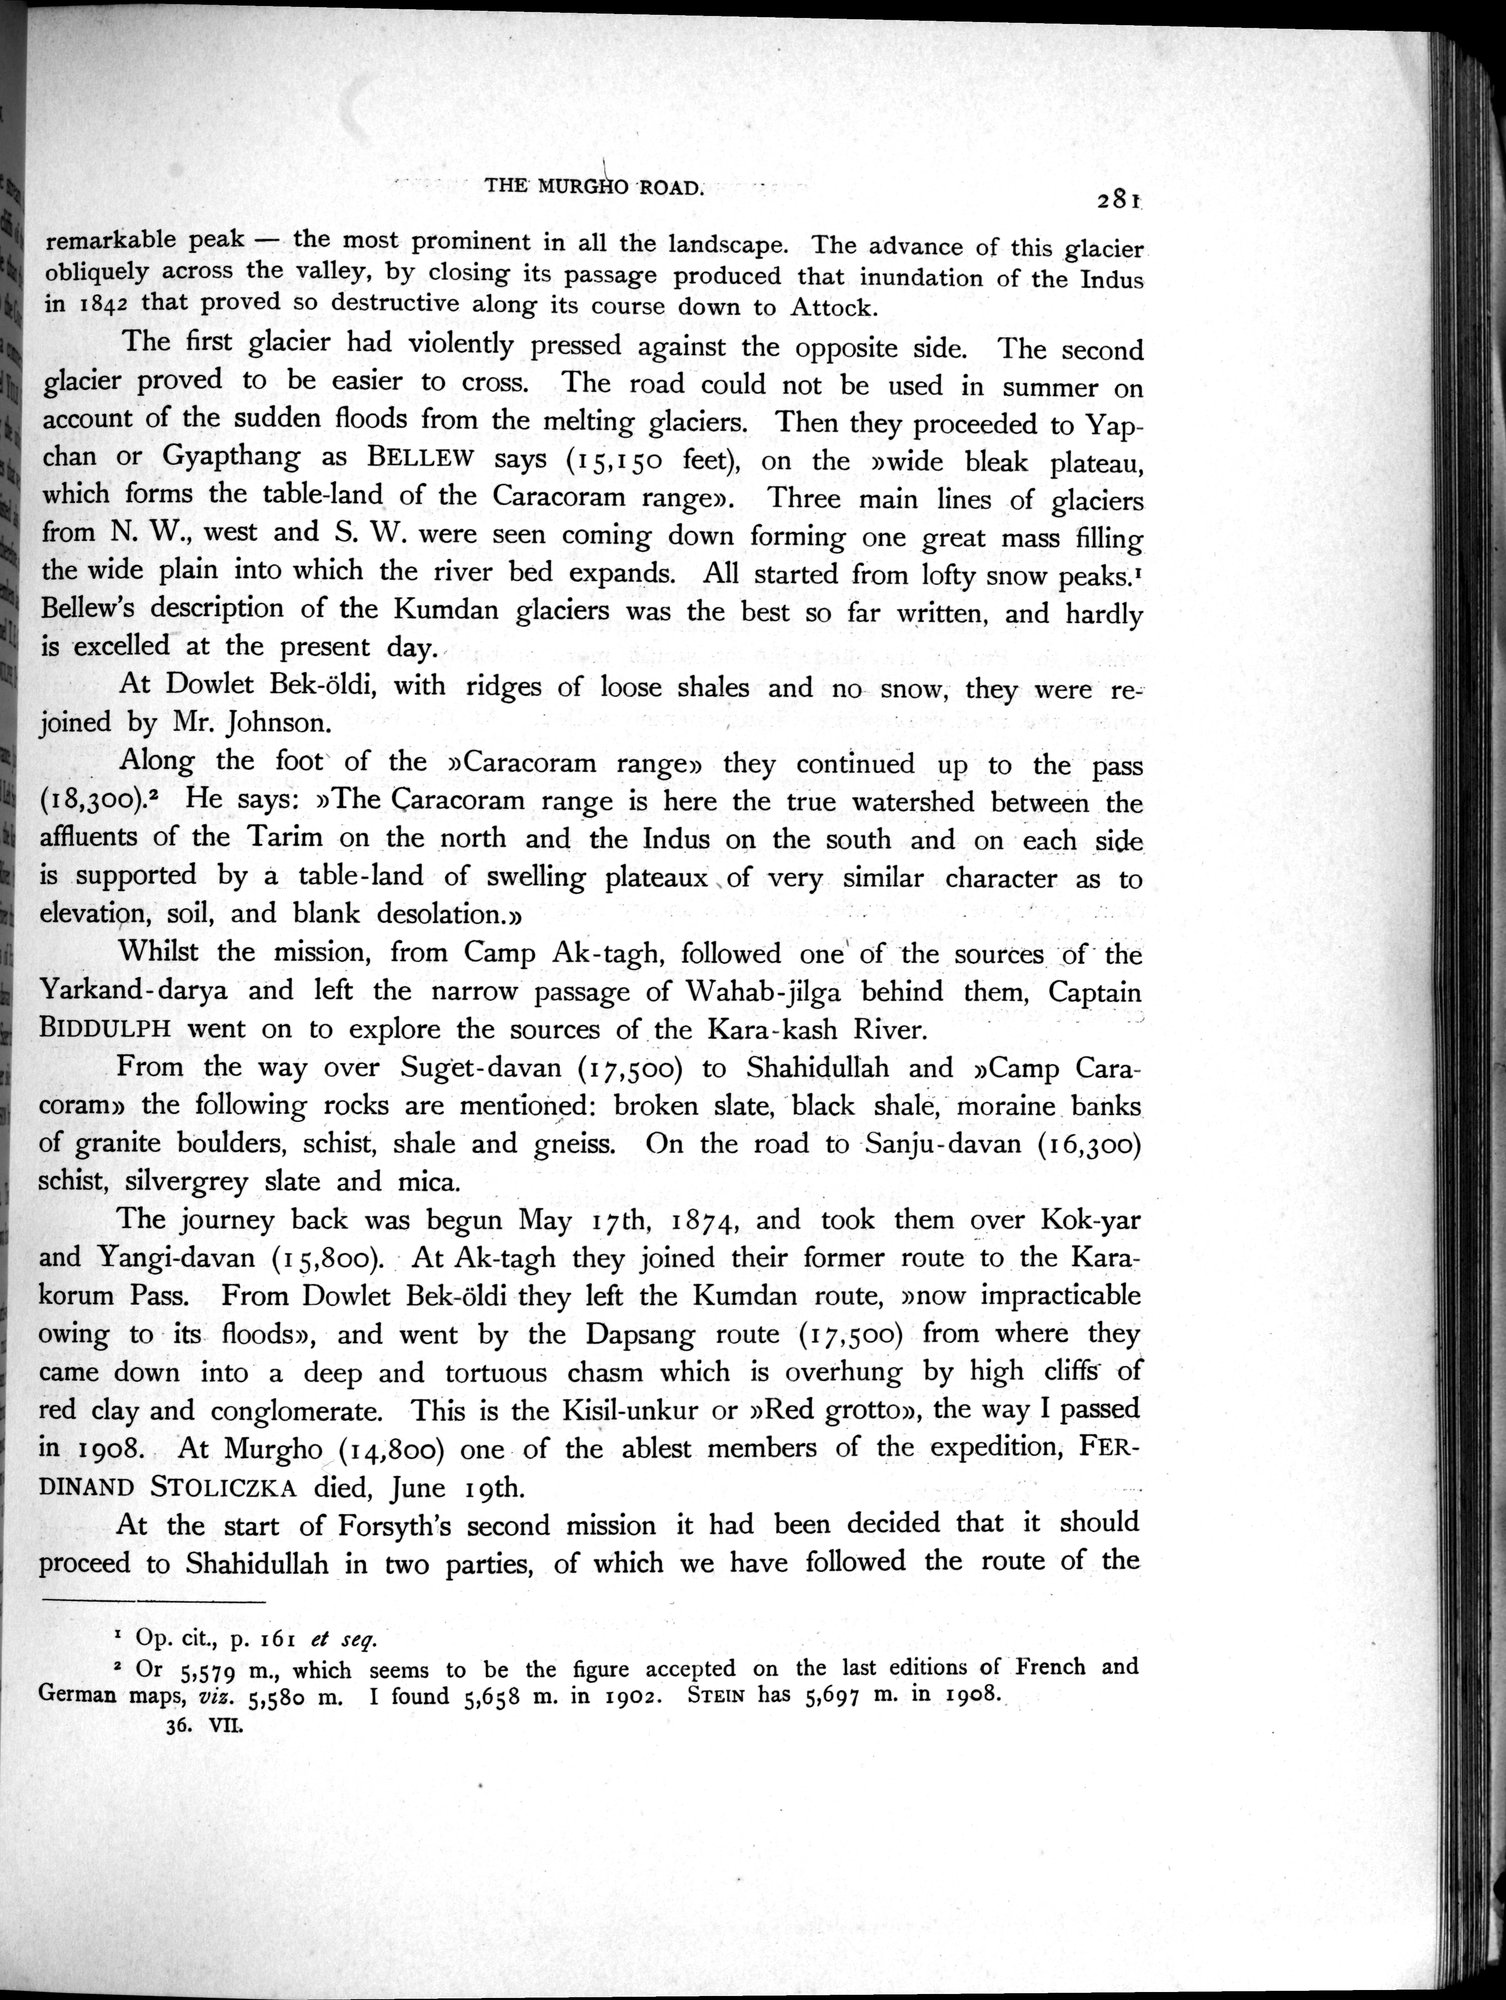 THE MURGHO ROAD.
281
remarkable peak — the most prominent in all the landscape. The advance of this glacier
obliquely across the valley, by closing its passage produced that inundation of the Indus
in 1842 that proved so destructive along its course down to Attock.
The first glacier had violently pressed against the opposite side. The second
glacier proved to be easier to cross. The road could not be used in summer on
account of the sudden floods from the melting glaciers. Then they proceeded to Yap-
chan or Gyapthang as BELLEW says (15,150 feet), on the »wide bleak plateau,
which forms the table-land of the Caracoram range». Three main lines of glaciers
from N. W., west and S. W. were seen coming down forming one great mass filling
the wide plain into which the river bed expands. All started from lofty snow peaks.¹
Bellew's description of the Kumdan glaciers was the best so far written, and hardly
is excelled at the present day.
At Dowlet Bek-öldi, with ridges of loose shales and no snow, they were re-
joined by Mr. Johnson.
Along the foot of the »Caracoram range» they continued up to the pass
(18,300).² He says: »The Caracoram range is here the true watershed between the
affluents of the Tarim on the north and the Indus on the south and on each side
is supported by a table-land of swelling plateaux of very similar character as to
elevation, soil, and blank desolation.»
Whilst the mission, from Camp Ak-tagh, followed one of the sources of the
Yarkand-darya and left the narrow passage of Wahab-jilga behind them, Captain
BIDDULPH went on to explore the sources of the Kara-kash River.
From the way over Suget-davan (17,500) to Shahidullah and »Camp Cara-
coram» the following rocks are mentioned: broken slate, black shale, moraine banks
of granite boulders, schist, shale and gneiss. On the road to Sanju-davan (16,300)
schist, silvergrey slate and mica.
The journey back was begun May 17th, 1874, and took them over Kok-yar
and Yangi-davan (15,800). At Ak-tagh they joined their former route to the Kara-
korum Pass. From Dowlet Bek-öldi they left the Kumdan route, »now impracticable
owing to its floods», and went by the Dapsang route (17,500) from where they
came down into a deep and tortuous chasm which is overhung by high cliffs of
red clay and conglomerate. This is the Kisil-unkur or »Red grotto», the way I passed
in 1908. At Murgho (14,800) one of the ablest members of the expedition, FER-
DINAND STOLICZKA died, June 19th.
At the start of Forsyth's second mission it had been decided that it should
proceed to Shahidullah in two parties, of which we have followed the route of the
¹ Op. cit., p. 161 et seq.
² Or 5,579 m., which seems to be the figure accepted on the last editions of French and
German maps, viz. 5,580 m. I found 5,658 m. in 1902. STEIN has 5,697 m. in 1908.
36. VII.